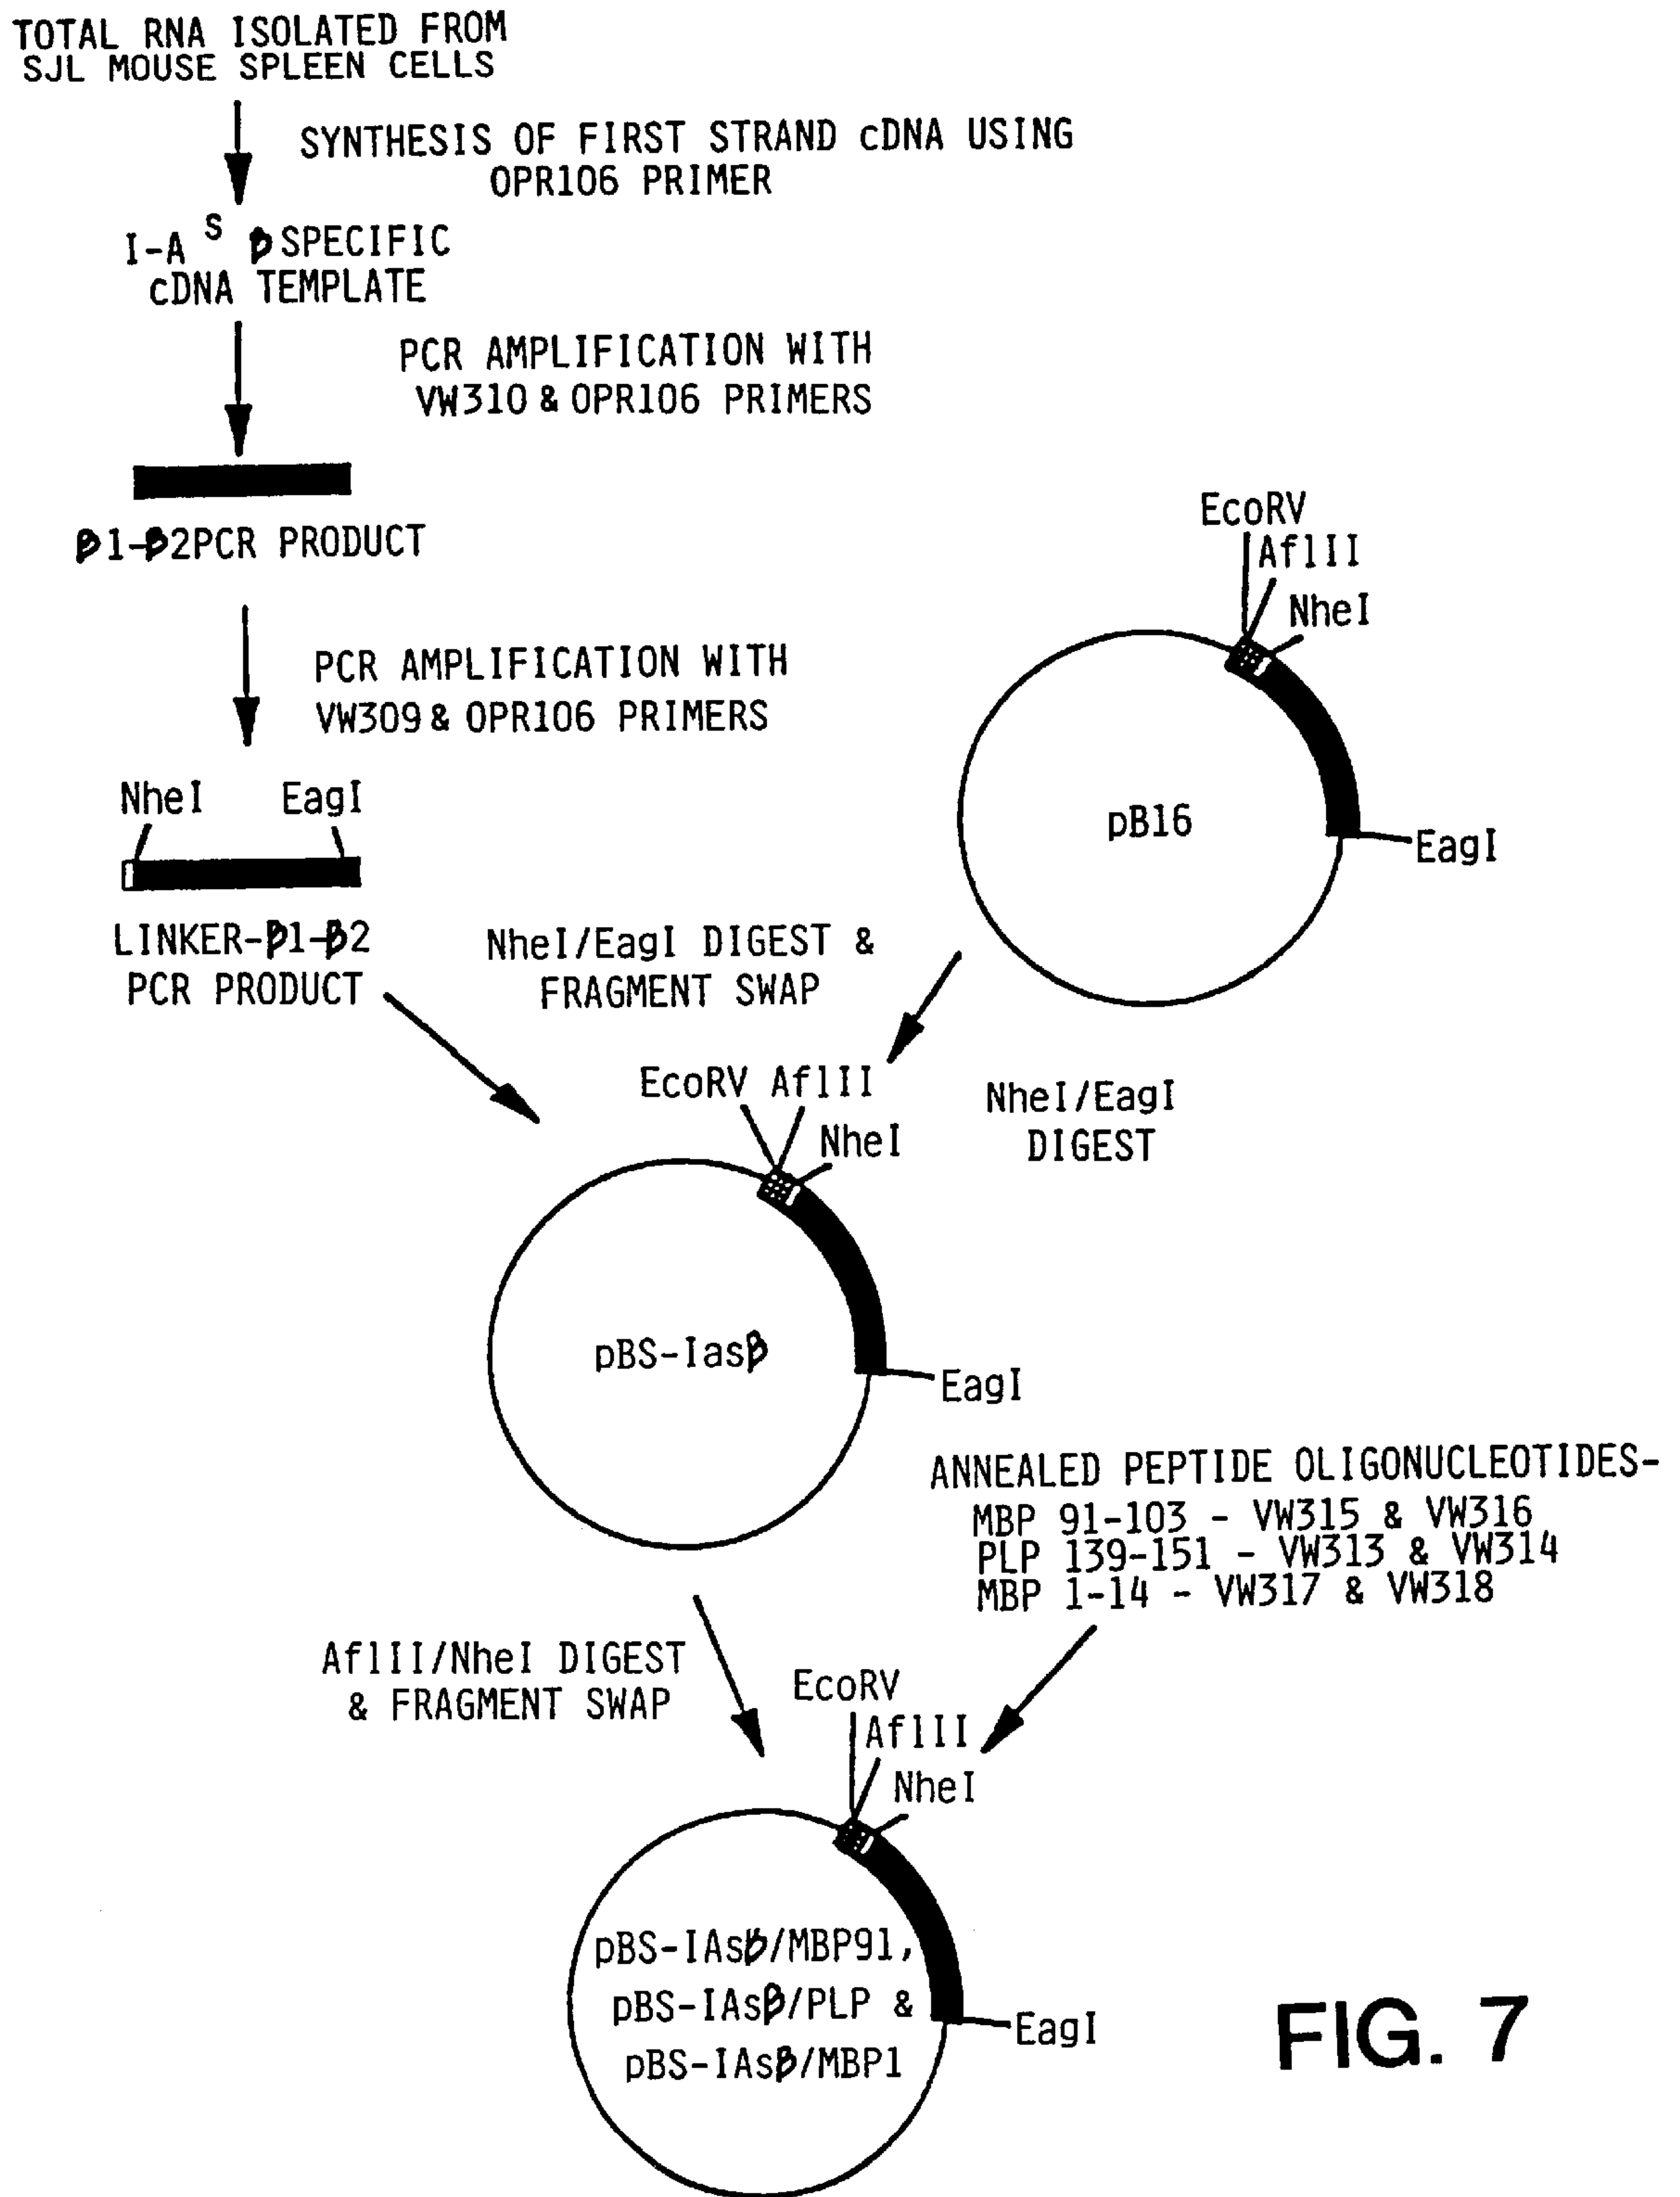 TOTAL RNA ISOLATED FROM
SJL MOUSE SPLEEN CELLS
SYNTHESIS OF FIRST STRAND cDNA USING
OPR106 PRIMER
I-A S β SPECIFIC
cDNA TEMPLATE
PCR AMPLIFICATION WITH
VW310 & OPR106 PRIMERS
β1-β2PCR PRODUCT
PCR AMPLIFICATION WITH
VW309 & OPR106 PRIMERS
NheI EagI
LINKER-β1-β2
PCR PRODUCT
EcoRV
AflII
NheI
pB16
EagI
NheI/EagI DIGEST &
FRAGMENT SWAP
NheI/EagI
DIGEST
EcoRV AflII
NheI
pBS-Iasβ
EagI
ANNEALED PEPTIDE OLIGONUCLEOTIDES-
MBP 91-103 - VW315 & VW316
PLP 139-151 - VW313 & VW314
MBP 1-14 - VW317 & VW318
AflII/NheI DIGEST
& FRAGMENT SWAP
EcoRV
AflII
NheI
pBS-IAsβ/MBP91,
pBS-IAsβ/PLP &
pBS-IAsβ/MBP1
EagI
FIG. 7